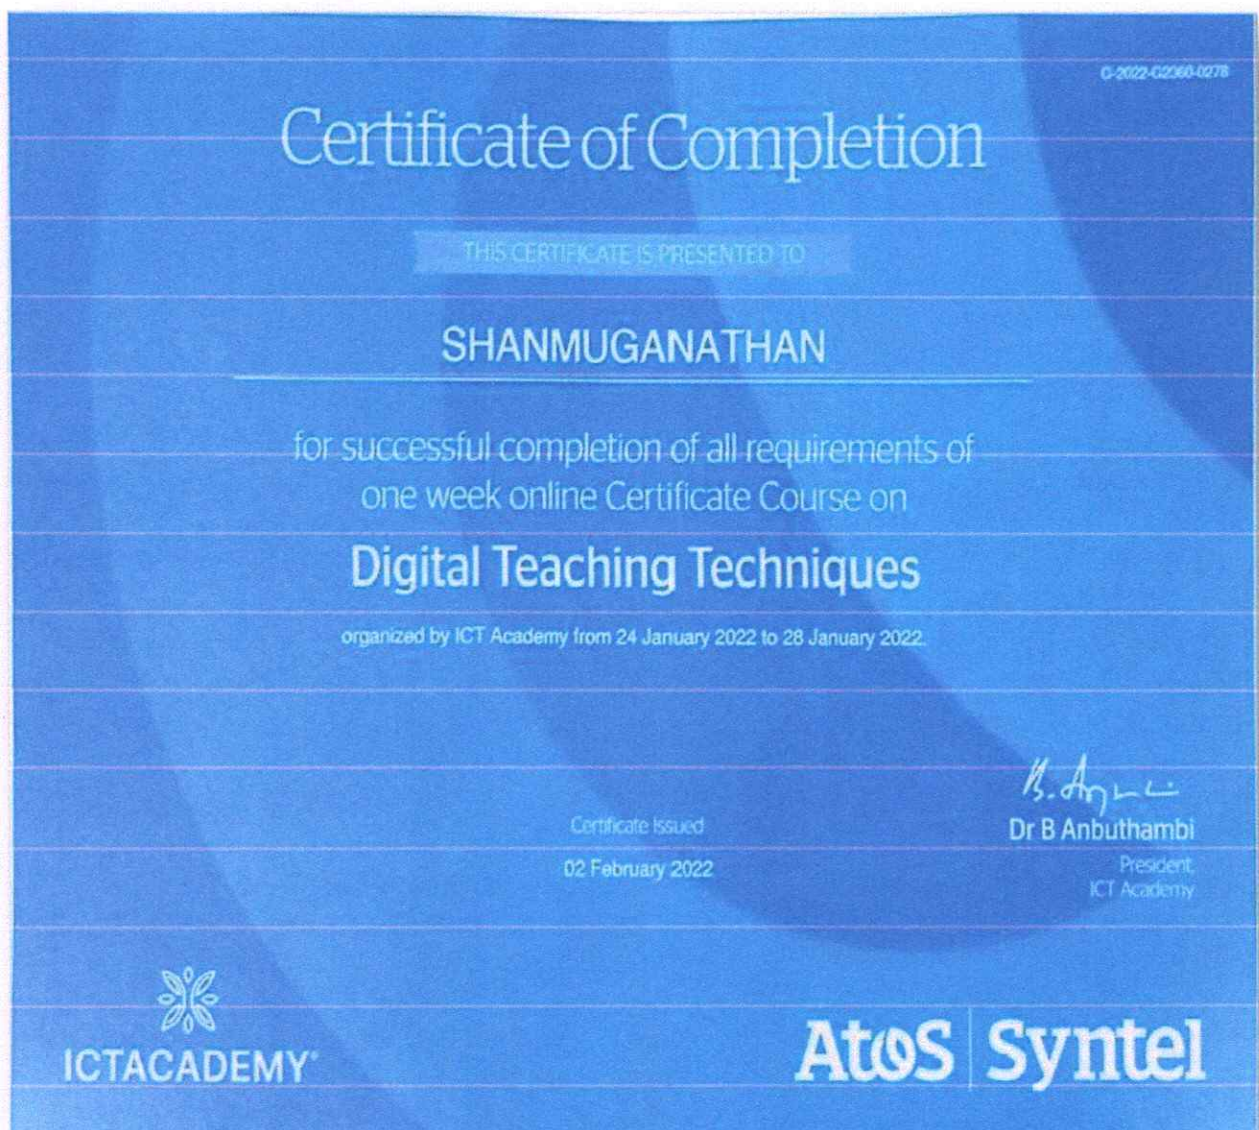 C-2022-C2360-0278
Certificate of Completion
THIS CERTIFICATE IS PRESENTED TO
SHANMUGANATHAN
for successful completion of all requirements of
one week online Certificate Course on
Digital Teaching Techniques
organized by ICT Academy from 24 January 2022 to 28 January 2022.
Certificate Issued
02 February 2022
Dr B Anbuthambi
President,
ICT Academy
ICTACADEMY®
Atos | Syntel